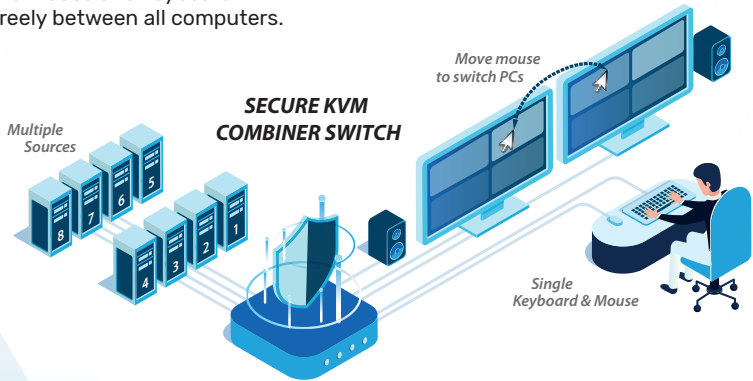 reely between all computers.
Move mouse
to switch PCs
SECURE KVM
COMBINER SWITCH
Multiple
Sources
5
6
7
8
1
2
3
4
Single
Keyboard & Mouse